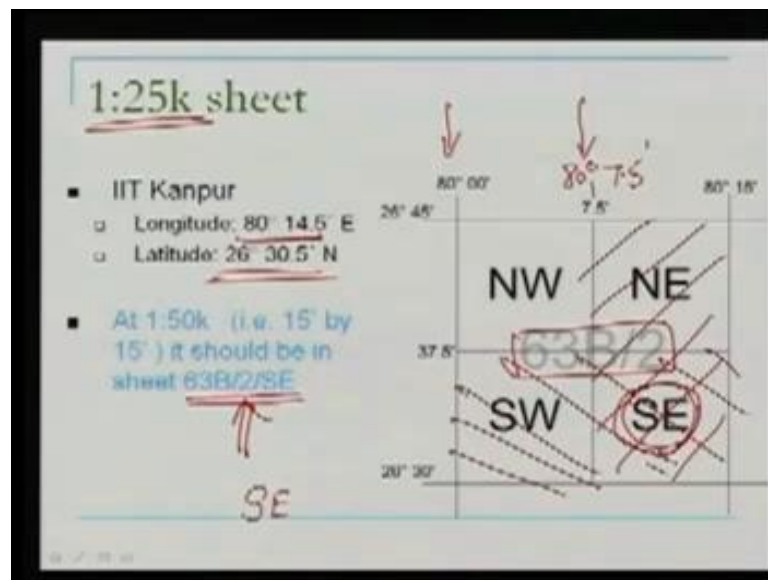 1:25k sheet
IIT Kanpur
Longitude: 80° 14.5' E
Latitude: 26° 30.5' N
At 1:50k (i.e. 15' by
15') it should be in
sheet 63B/2/SE
SE
80° 7.5'
80° 00'
7.5'
80° 15'
26° 45'
NW
NE
37.5'
63B/2
SW
SE
26° 30'